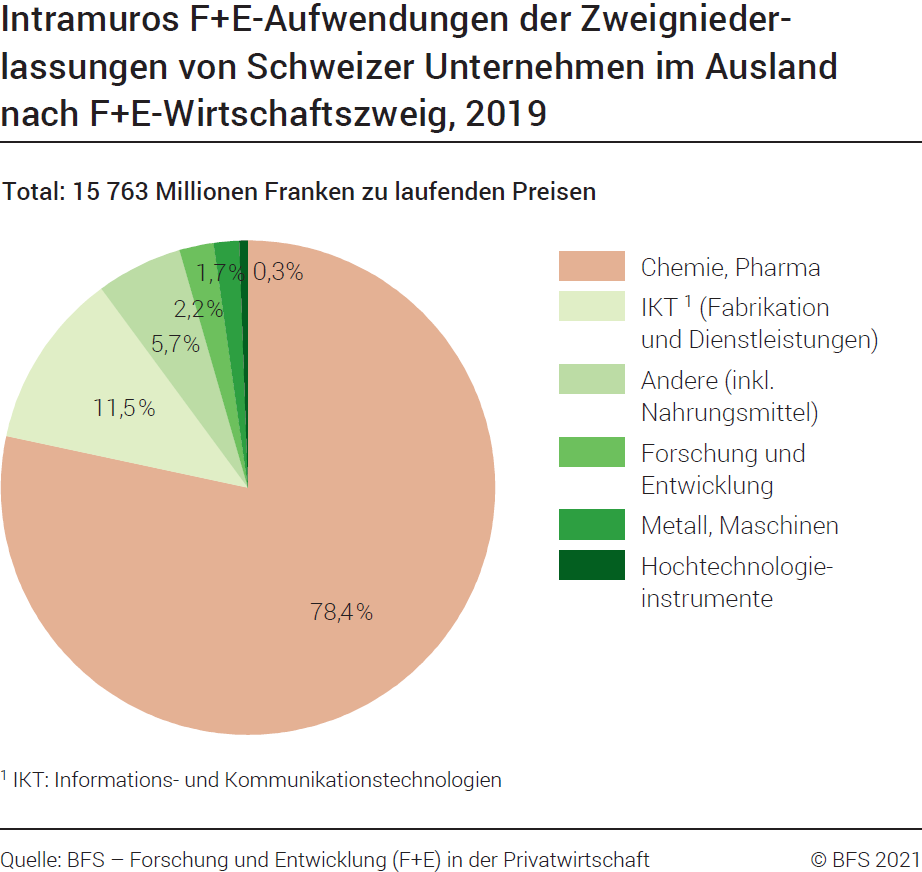 Intramuros F+E-Aufwendungen der Zweignieder-
lassungen von Schweizer Unternehmen im Ausland
nach F+E-Wirtschaftszweig, 2019
Total: 15 763 Millionen Franken zu laufenden Preisen
1,7%
0,3%
2,2%
5,7%
11,5%
78,4%
Chemie, Pharma
IKT ¹ (Fabrikation
und Dienstleistungen)
Andere (inkl.
Nahrungsmittel)
Forschung und
Entwicklung
Metall, Maschinen
Hochtechnologie-
instrumente
¹ IKT: Informations- und Kommunikationstechnologien
Quelle: BFS – Forschung und Entwicklung (F+E) in der Privatwirtschaft
© BFS 2021